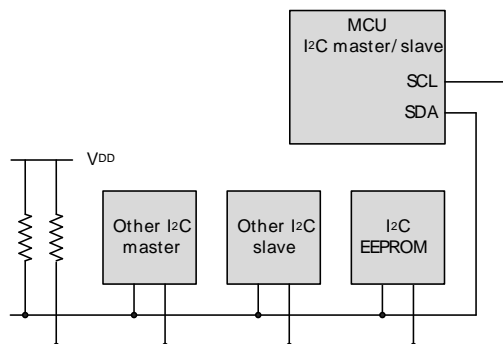 MCU
I2C master/ slave
SCL
SDA
VDD
Other I2C
master
Other I2C
slave
I2C
EEPROM